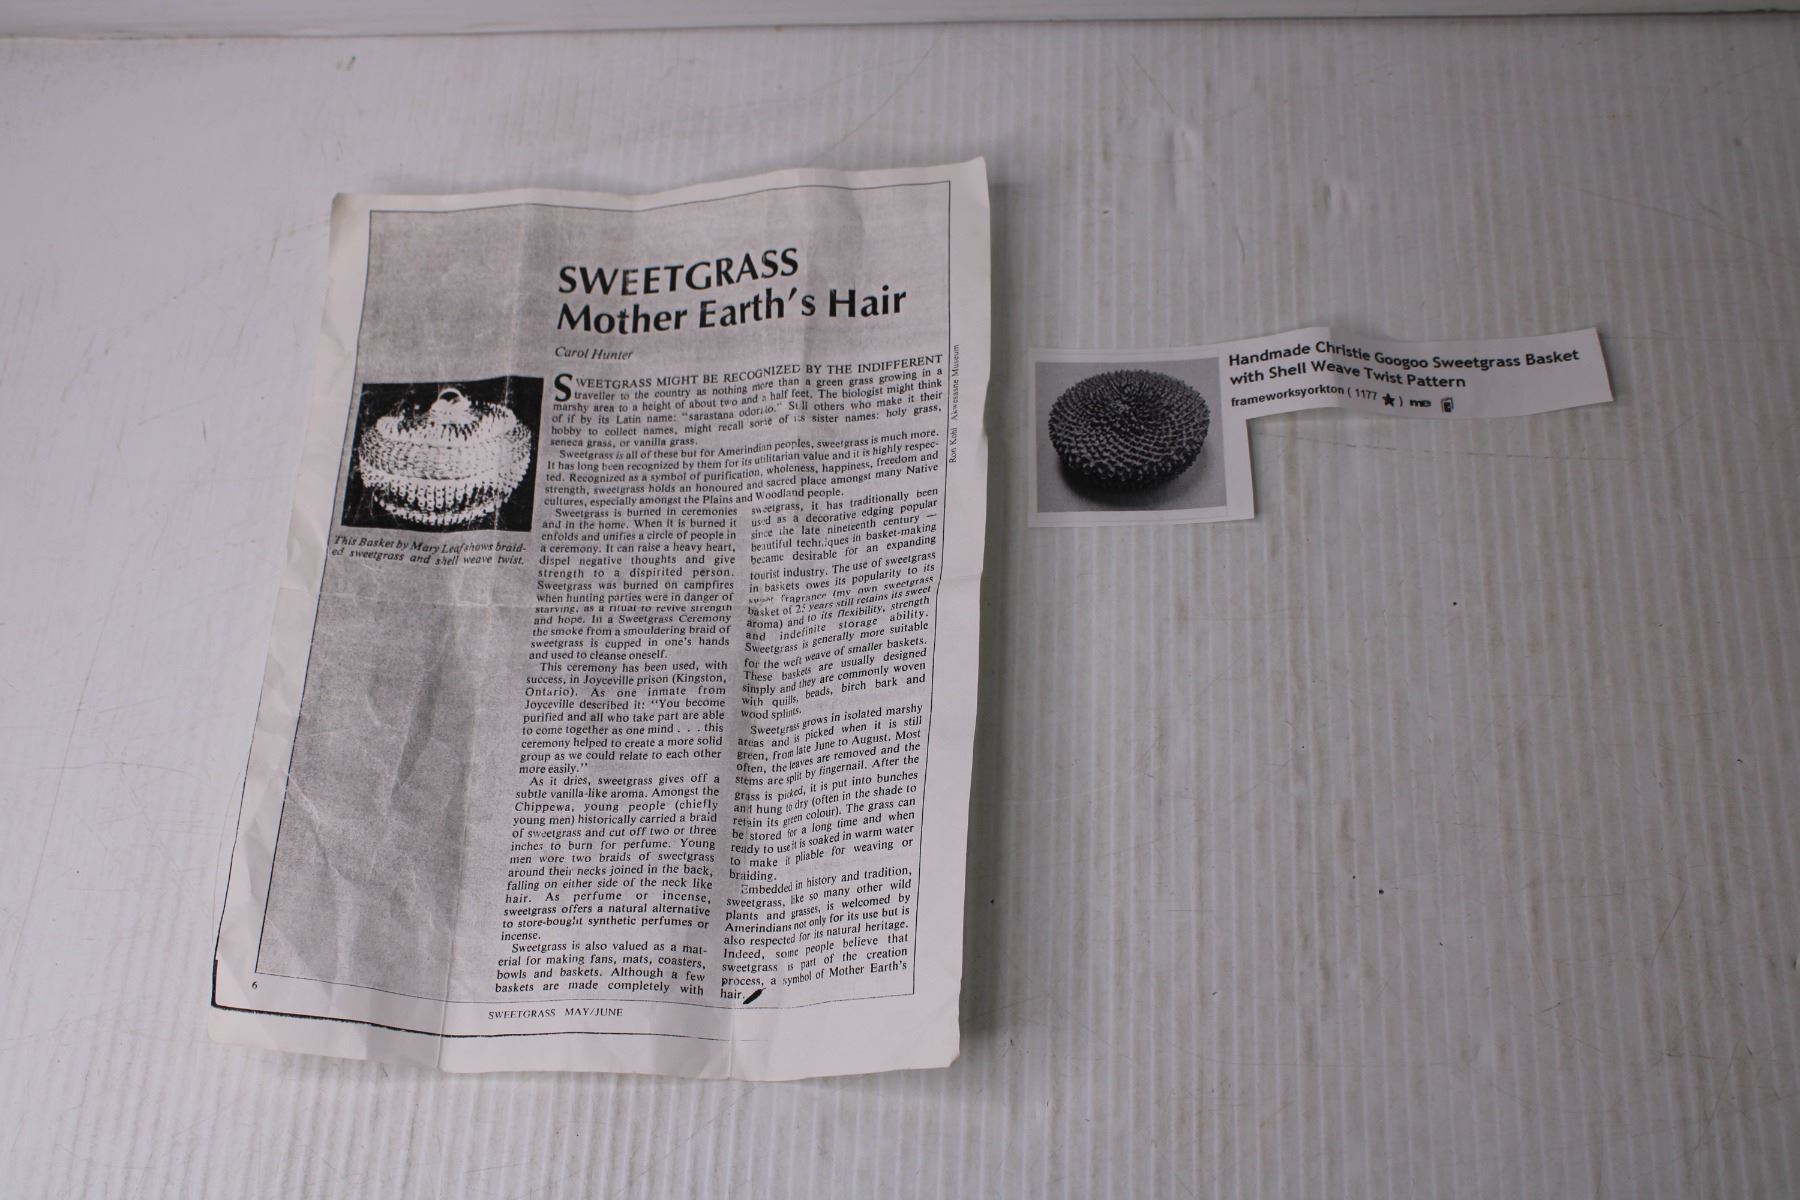 SWEETGRASS
Mother Earth's Hair
Carol Hunter
SWEETGRASS MIGHT BE RECOGNIZED BY THE INDIFFERENT
traveller to the country as nothing more than a green grass growing in a
marshy area to a height of about two and a half feet. The biologist might think
of if by its Latin name: "sarastana odorito." Still others who make it their
hobby to collect names, might recall some of its sister names: holy grass,
seneca grass, or vanilla grass.
Sweetgrass is all of these but for Amerindian peoples, sweetgrass is much more.
It has long been recognized by them for its utilitarian value and it is highly respec-
ted. Recognized as a symbol of purification, wholeness, happiness, freedom and
strength, sweetgrass holds an honoured and sacred place amongst many Native
cultures, especially amongst the Plains and Woodland people.
Sweetgrass is burned in ceremonies
and in the home. When it is burned it
enfolds and unifies a circle of people in
a ceremony. It can raise a heavy heart,
dispel negative thoughts and give
strength to a dispirited person.
Sweetgrass was burned on campfires
when hunting parties were in danger of
starving, as a ritual to revive strength
and hope. In a Sweetgrass Ceremony
the smoke from a smouldering braid of
sweetgrass is cupped in one's hands
and used to cleanse oneself.
This ceremony has been used, with
success, in Joyceville prison (Kingston,
Ontario). As one inmate from
Joyceville described it: "You become
purified and all who take part are able
to come together as one mind . . . this
ceremony helped to create a more solid
group as we could relate to each other
more easily."
As it dries, sweetgrass gives off a
subtle vanilla-like aroma. Amongst the
Chippewa, young people (chiefly
young men) historically carried a braid
of sweetgrass and cut off two or three
inches to burn for perfume. Young
men wore two braids of sweetgrass
around their necks joined in the back,
falling on either side of the neck like
hair. As perfume or incense,
sweetgrass offers a natural alternative
to store-bought synthetic perfumes or
incense.
Sweetgrass is also valued as a mat-
erial for making fans, mats, coasters,
bowls and baskets. Although a few
baskets are made completely with
sweetgrass, it has traditionally been
used as a decorative edging popular
since the late nineteenth century —
beautiful techniques in basket-making
became desirable for an expanding
tourist industry. The use of sweetgrass
in baskets owes its popularity to its
sweet fragrance (my own sweetgrass
basket of 25 years still retains its sweet
aroma) and to its flexibility, strength
and indefinite storage ability.
Sweetgrass is generally more suitable
for the weft weave of smaller baskets.
These baskets are usually designed
simply and they are commonly woven
with quills, beads, birch bark and
wood splints.
Sweetgrass grows in isolated marshy
areas and is picked when it is still
green, from late June to August. Most
often, the leaves are removed and the
stems are split by fingernail. After the
grass is picked, it is put into bunches
and hung to dry (often in the shade to
retain its green colour). The grass can
be stored for a long time and when
ready to use it is soaked in warm water
to make it pliable for weaving or
braiding.
Embedded in history and tradition,
sweetgrass, like so many other wild
plants and grasses, is welcomed by
Amerindians not only for its use but is
also respected for its natural heritage.
Indeed, some people believe that
sweetgrass is part of the creation
process, a symbol of Mother Earth's
hair.
This Basket by Mary Leaf shows braid-
ed sweetgrass and shell weave twist.
Ron Kohl Akwesasne Museum
6
SWEETGRASS MAY/JUNE
Handmade Christie Googoo Sweetgrass Basket
with Shell Weave Twist Pattern
frameworksyorkton ( 1177 ★ ) me